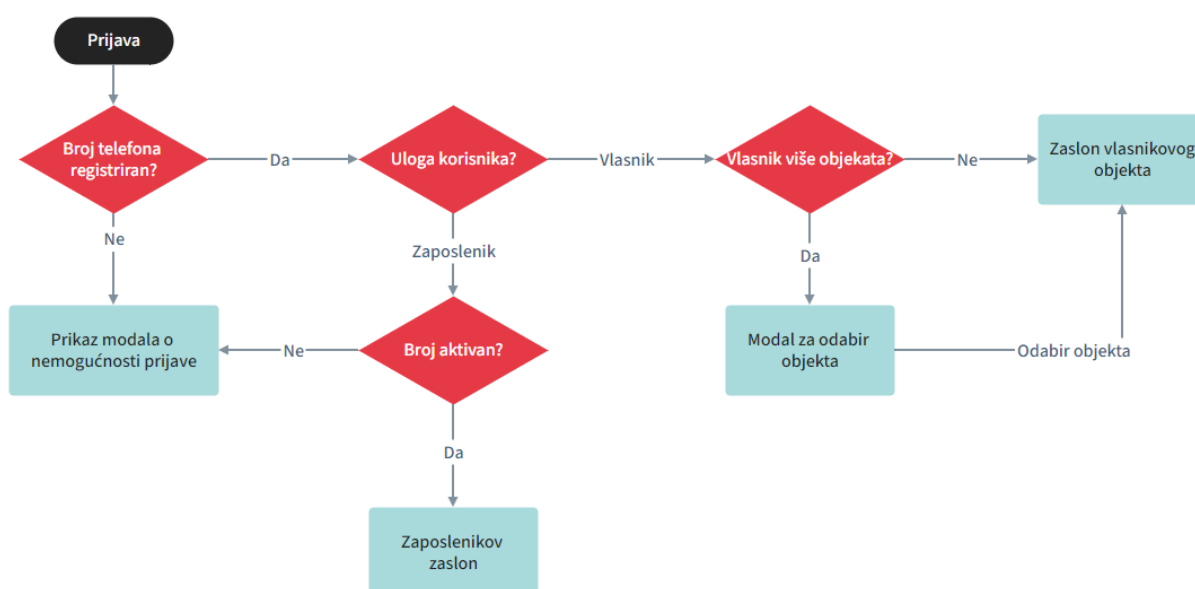 Prijava
Broj telefona
registriran?
Da
Uloga korisnika?
Vlasnik
Vlasnik više objekata?
Ne
Zaslon vlasnikovog
objekta
Ne
Zaposlenik
Da
Prikaz modala o
nemogućnosti prijave
Ne
Broj aktivan?
Modal za odabir
objekta
Odabir objekta
Da
Zaposlenikov
zaslon